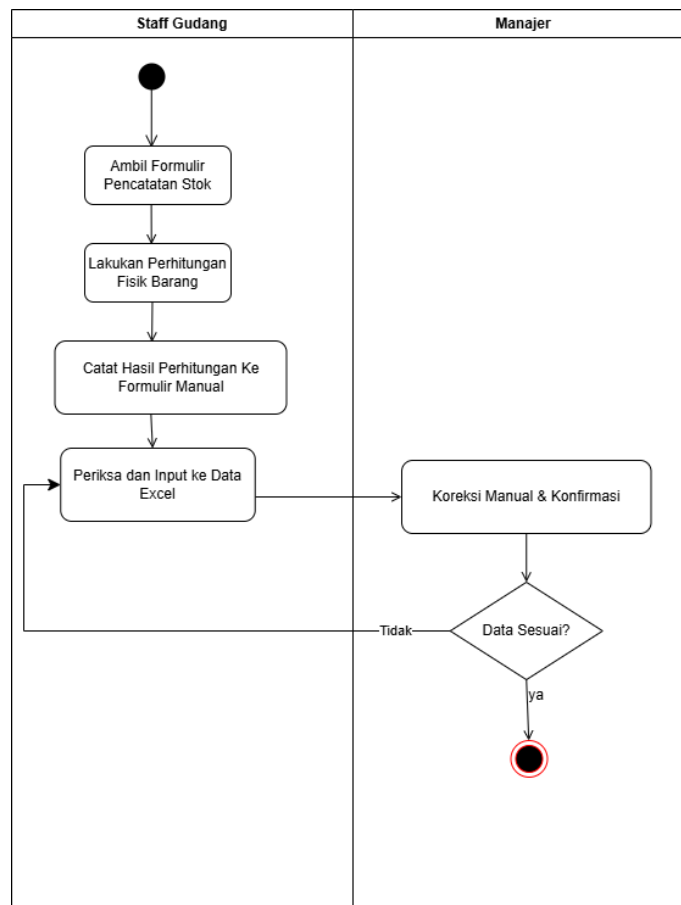 Staff Gudang
Manajer
Ambil Formulir
Pencatatan Stok
Lakukan Perhitungan
Fisik Barang
Catat Hasil Perhitungan Ke
Formulir Manual
Periksa dan Input ke Data
Excel
Koreksi Manual & Konfirmasi
Data Sesuai?
Tidak
ya